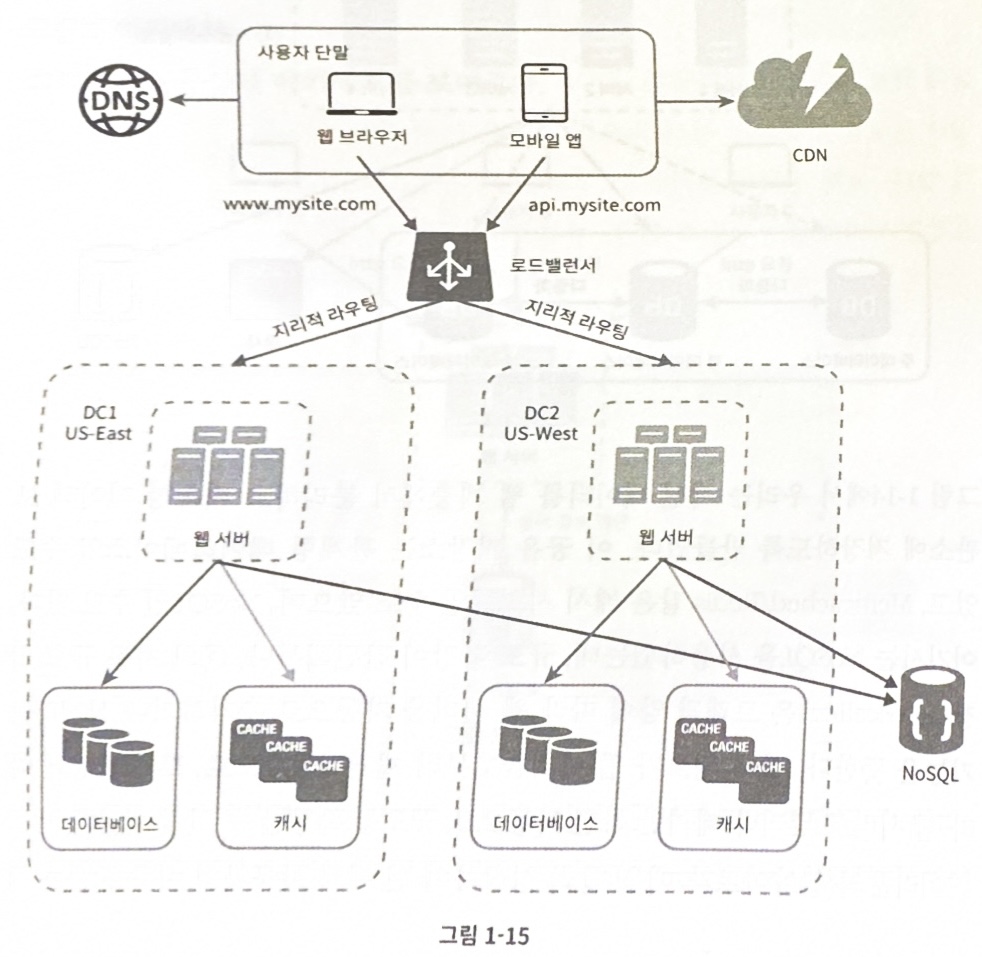 사용자 단말
DNS
웹 브라우저
모바일 앱
CDN
www.mysite.com
api.mysite.com
로드밸런서
지리적 라우팅
지리적 라우팅
DC1
US-East
DC2
US-West
웹 서버
웹 서버
CACHE
CACHE
CACHE
CACHE
CACHE
CACHE
{ }
NoSQL
데이터베이스
캐시
데이터베이스
캐시
그림 1-15